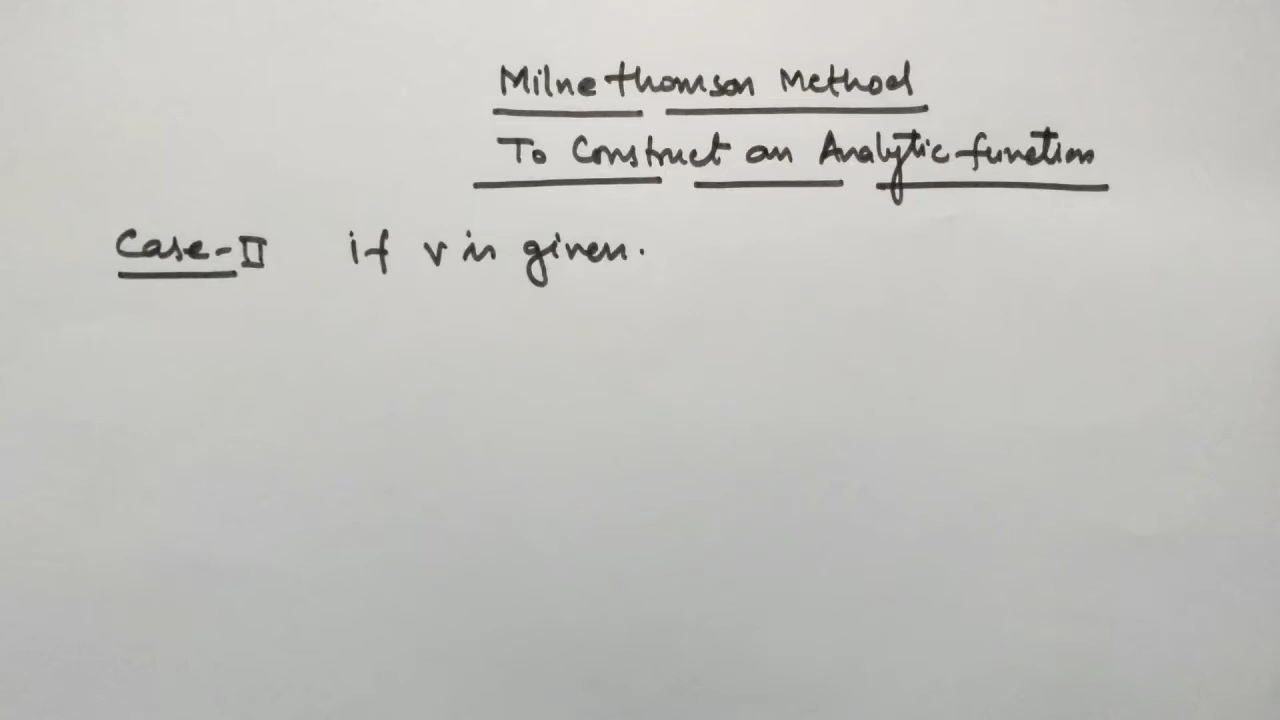 Milne thomson Method
To Construct an Analytic function
Case-II if v is given.